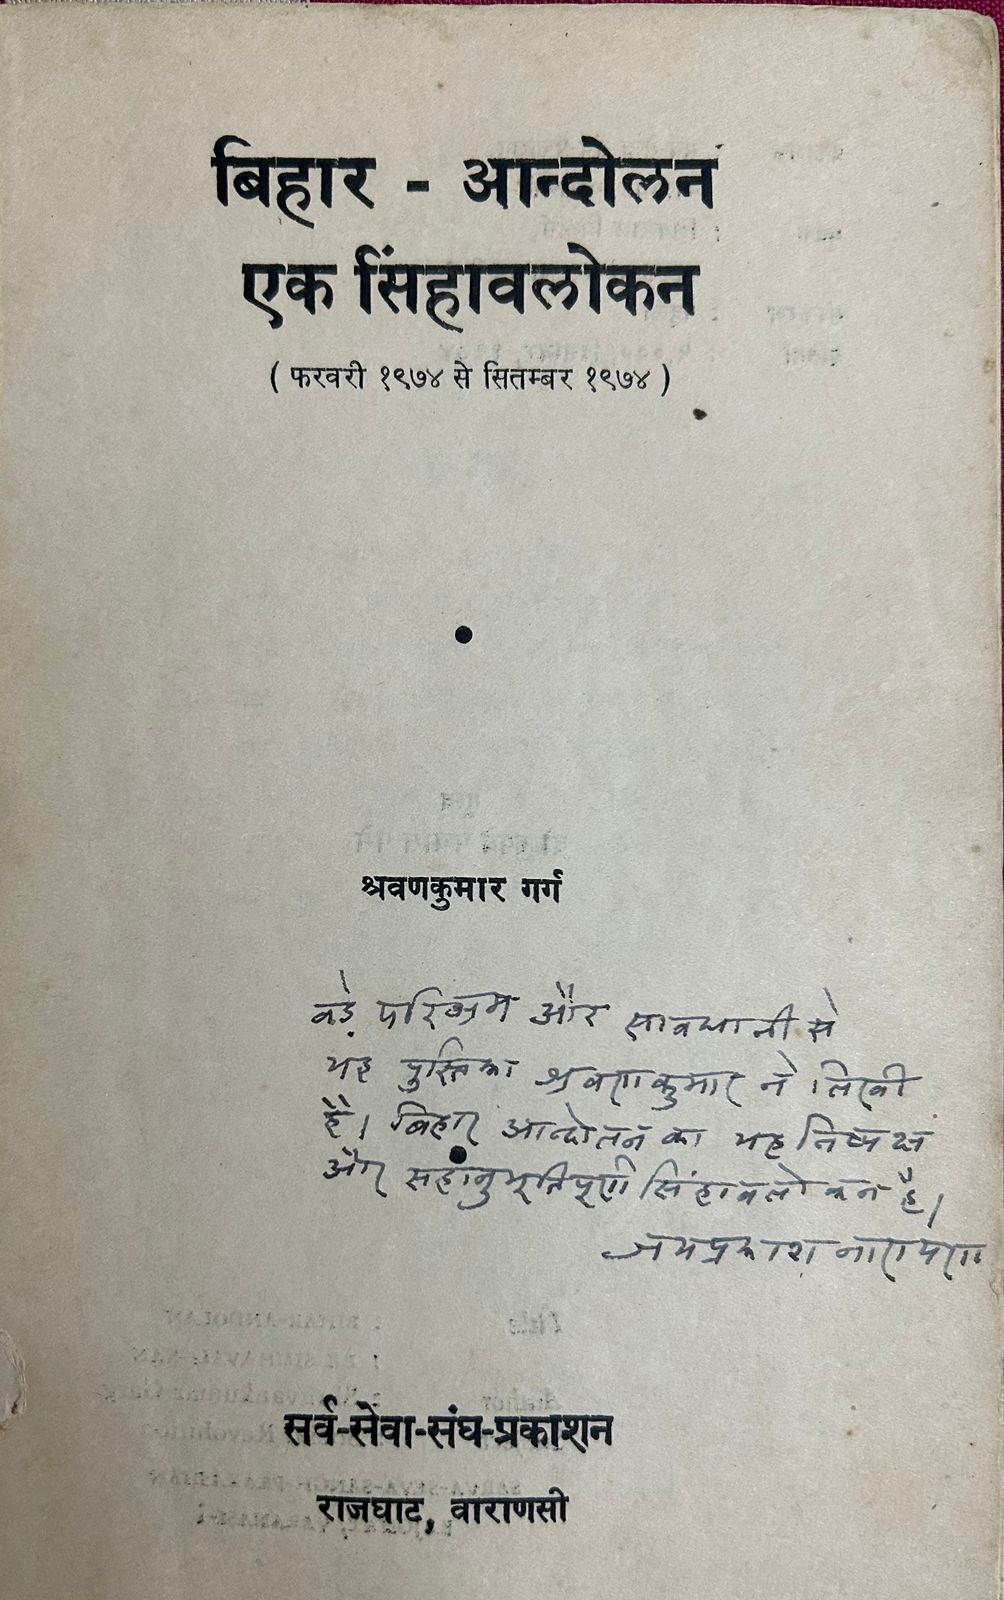 बिहार - आन्दोलन
एक सिंहावलोकन
( फरवरी १९७४ से सितम्बर १९७४ )
श्रवणकुमार गर्ग
बड़े परिश्रम और सावधानी से
यह पुस्तिका श्रवणकुमार ने लिखी
है। बिहार आन्दोलन का यह निष्पक्ष
और सहानुभूतिपूर्ण सिंहावलोकन है।
जयप्रकाश नारायण
सर्व-सेवा-संघ-प्रकाशन
राजघाट, वाराणसी